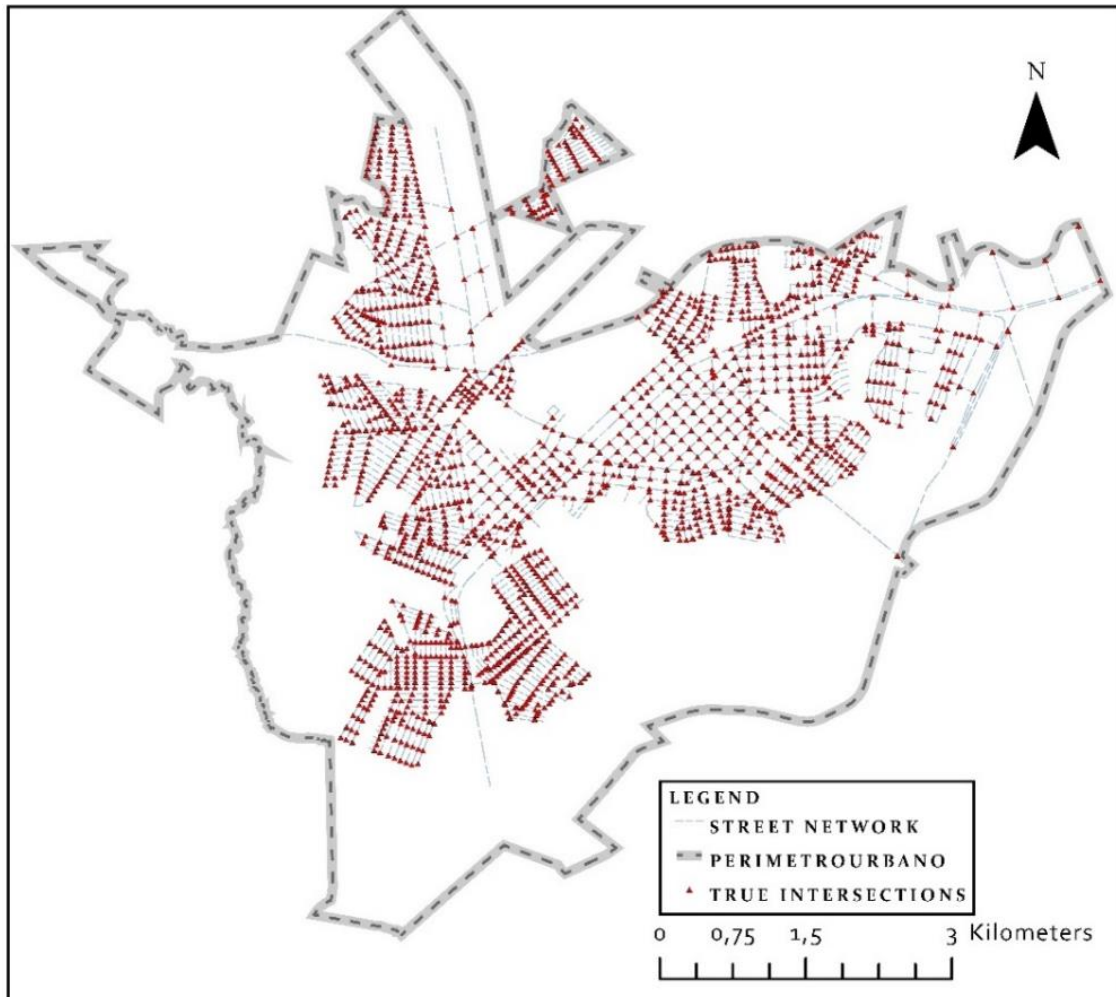 N
LEGEND
STREET NETWORK
PERIMETROURBANO
TRUE INTERSECTIONS
0 0,75 1,5 3 Kilometers